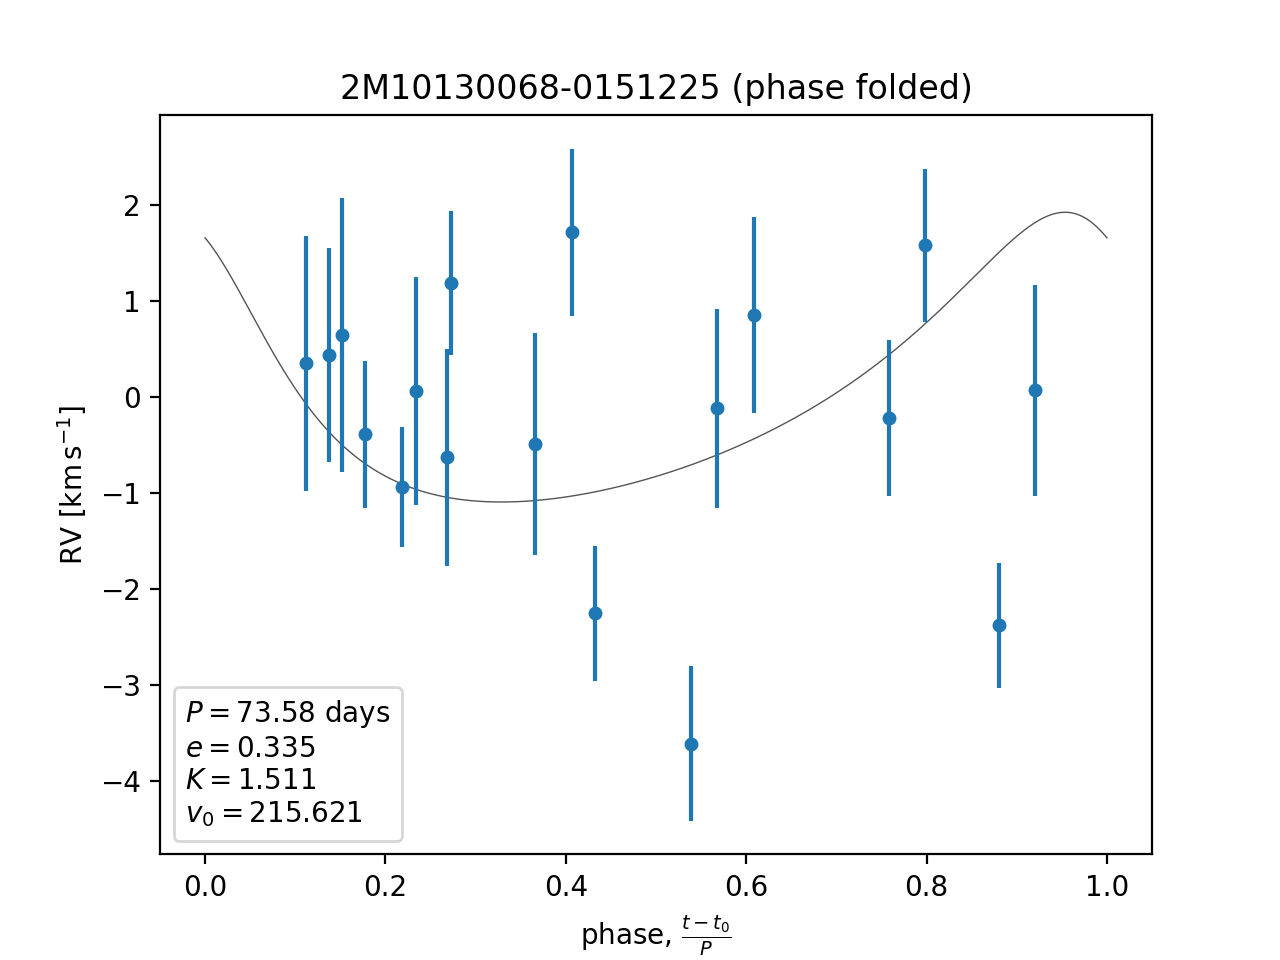 2M10130068-0151225 (phase folded)
RV [km s⁻¹]
2
1
0
−1
−2
−3
−4
P = 73.58 days
e = 0.335
K = 1.511
v₀ = 215.621
0.0 0.2 0.4 0.6 0.8 1.0
phase, (t − t₀)/P